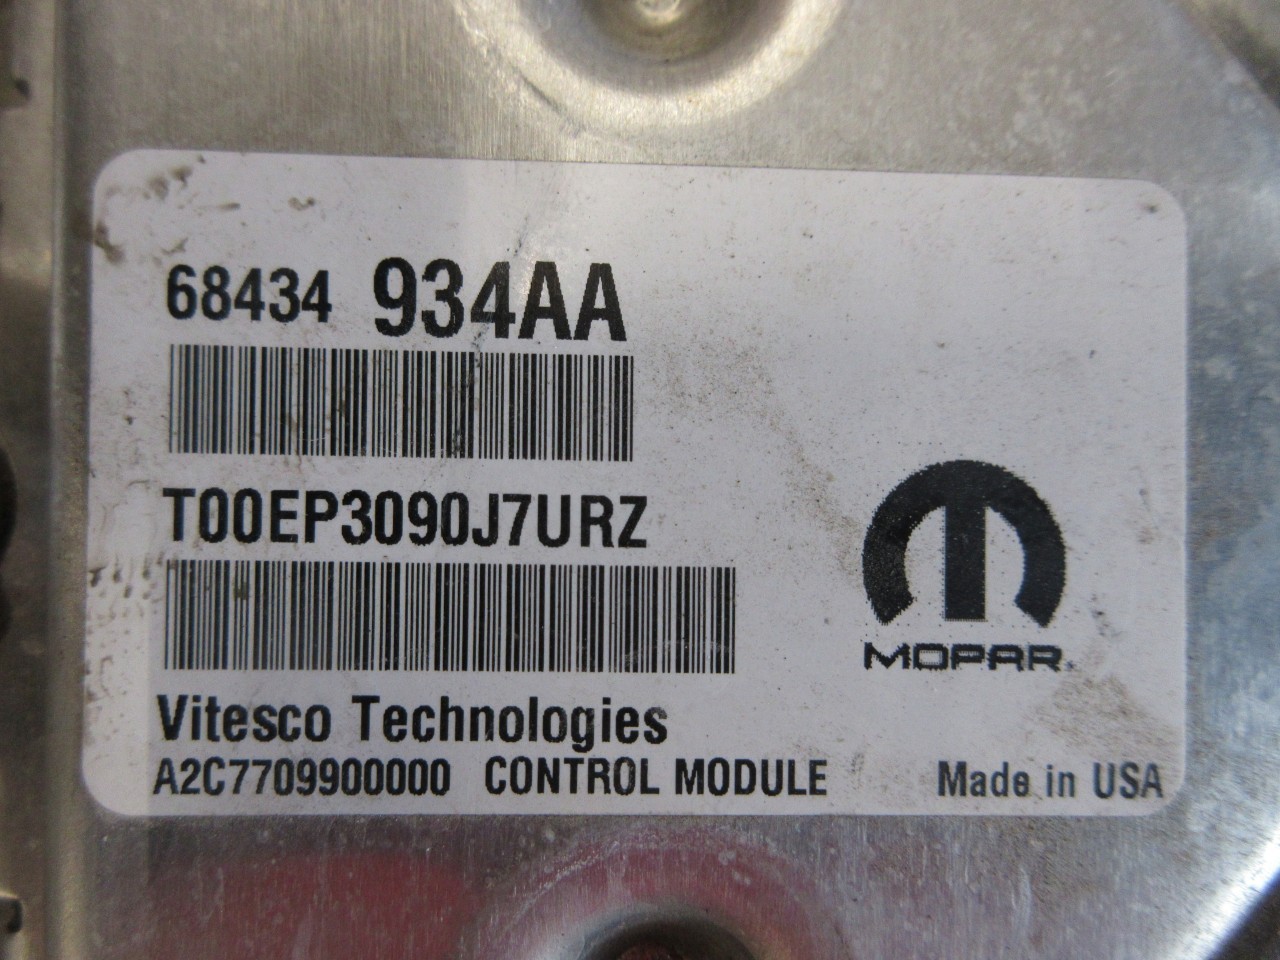 68434 934AA
T00EP3090J7URZ
MOPAR.
Vitesco Technologies
A2C7709900000 CONTROL MODULE Made in USA